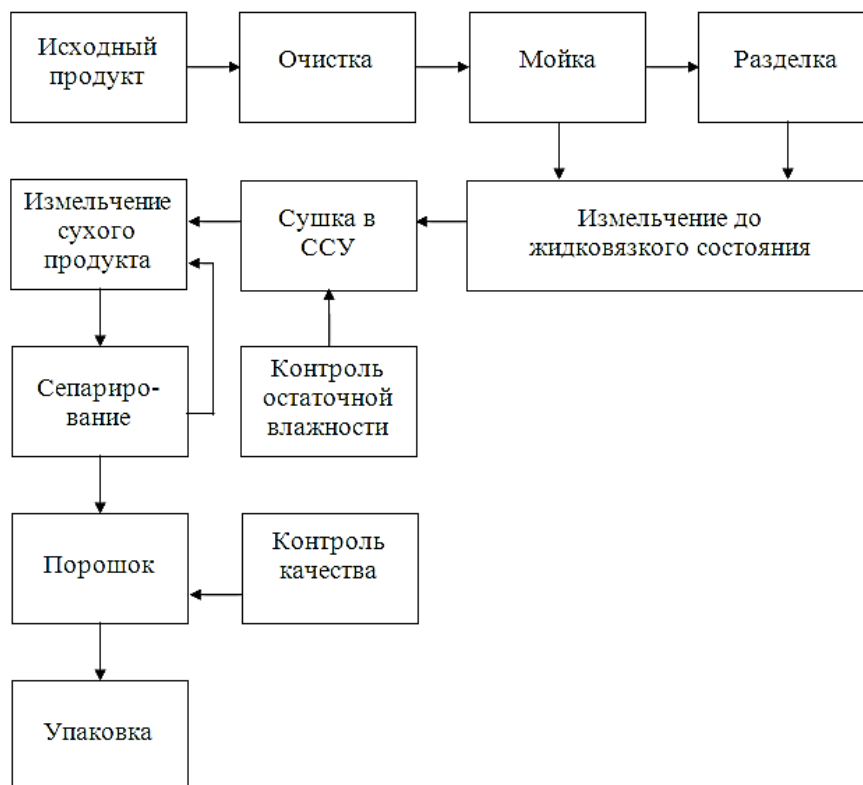 Исходный
продукт
Очистка
Мойка
Разделка
Измельчение
сухого
продукта
Сушка в
ССУ
Измельчение до
жидковязкого состояния
Сепариро-
вание
Контроль
остаточной
влажности
Порошок
Контроль
качества
Упаковка